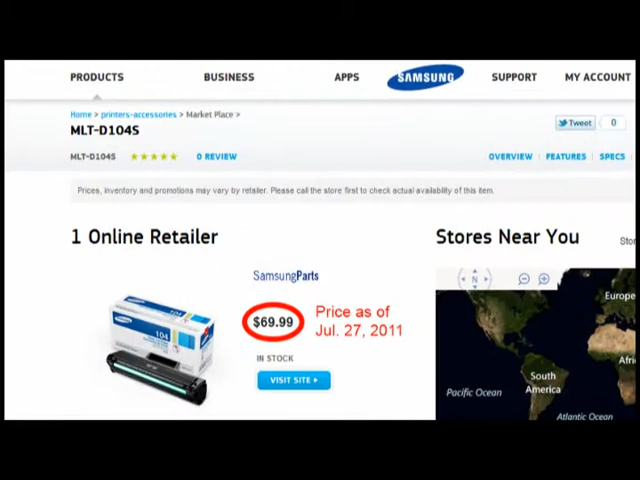 PRODUCTS BUSINESS APPS SAMSUNG SUPPORT MY ACCOUNT
Home > printers-accessories > Market Place >
Tweet 0
MLT-D104S
MLT-D104S 0 REVIEW OVERVIEW FEATURES SPECS
Prices, inventory and promotions may vary by retailer. Please call the store first to check actual availability of this item.
1 Online Retailer
Stores Near You
Stor
SamsungParts
$69.99
Price as of
Jul. 27, 2011
IN STOCK
VISIT SITE
104
N
Europe
Afri
South
America
Pacific Ocean
Atlantic Ocean